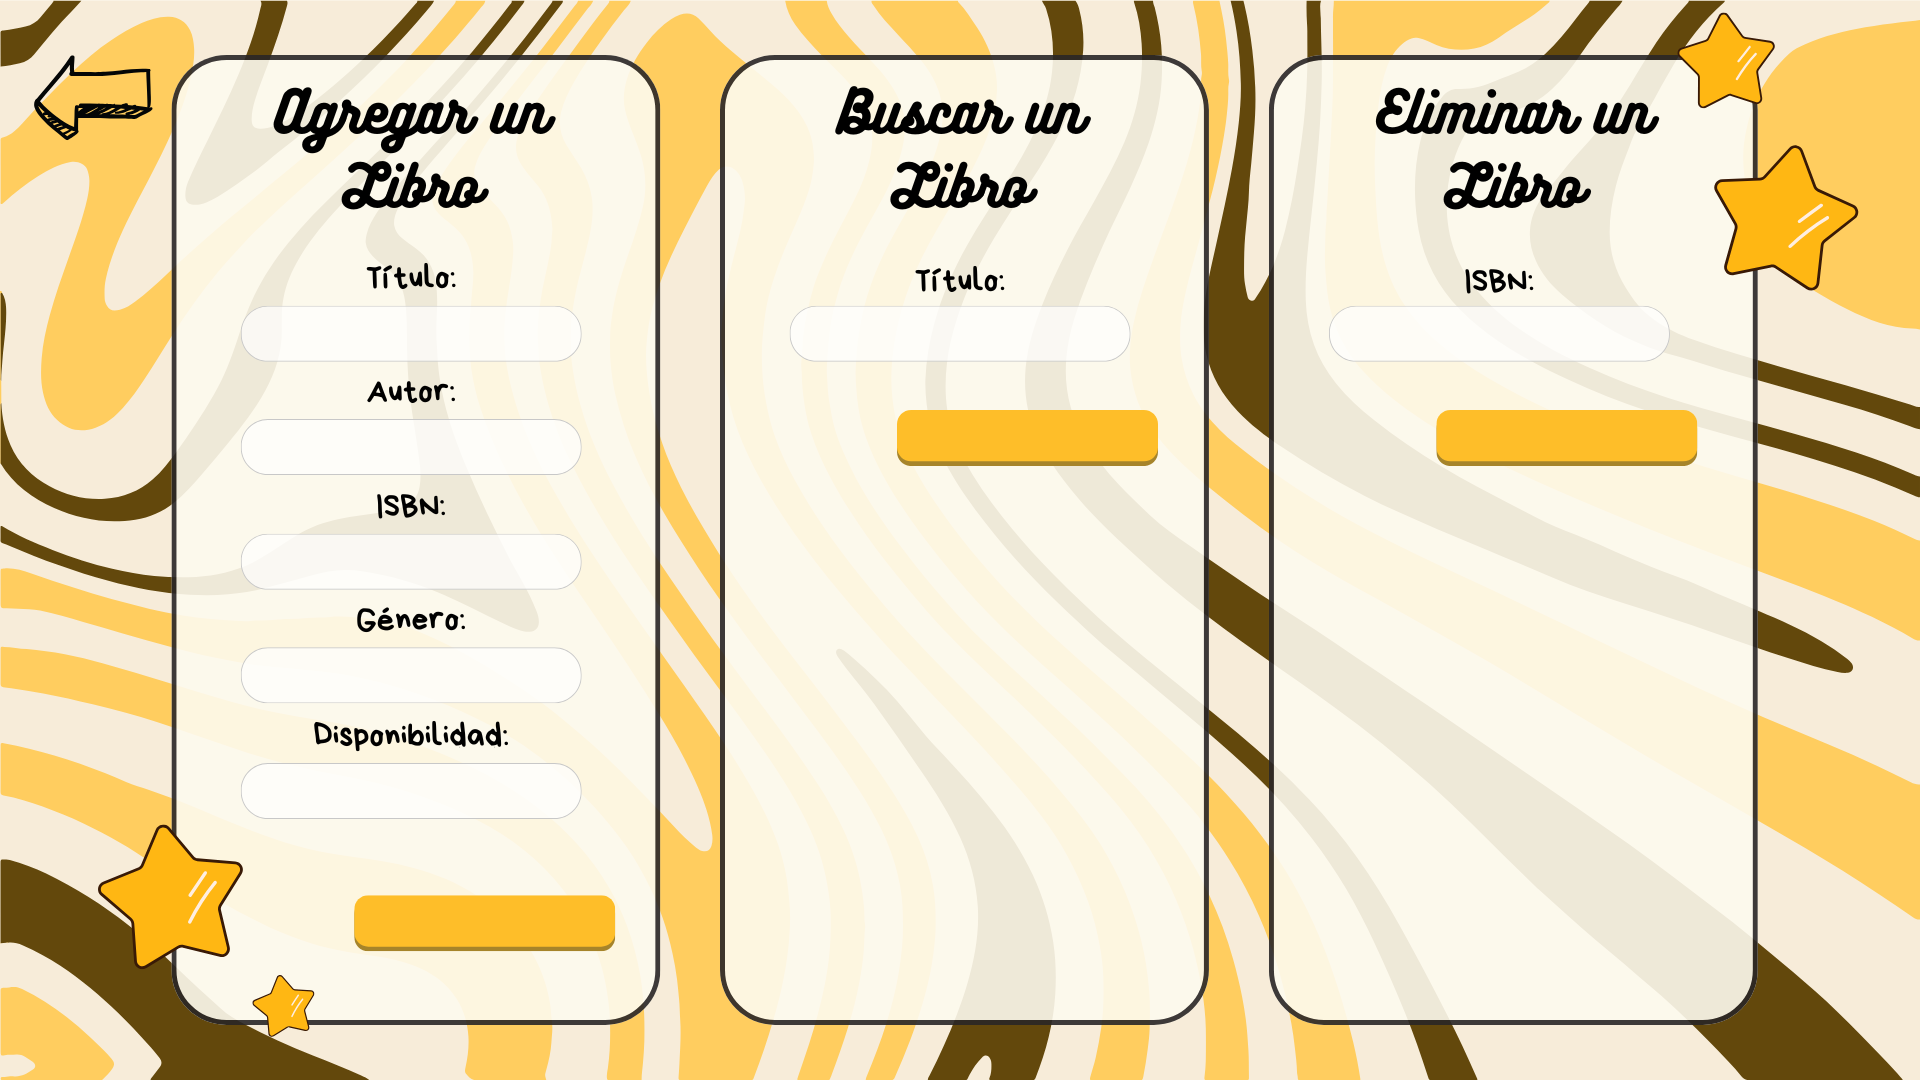 Agregar un
Libro
Título:
Autor:
ISBN:
Género:
Disponibilidad:
Buscar un
Libro
Título:
Eliminar un
Libro
ISBN: